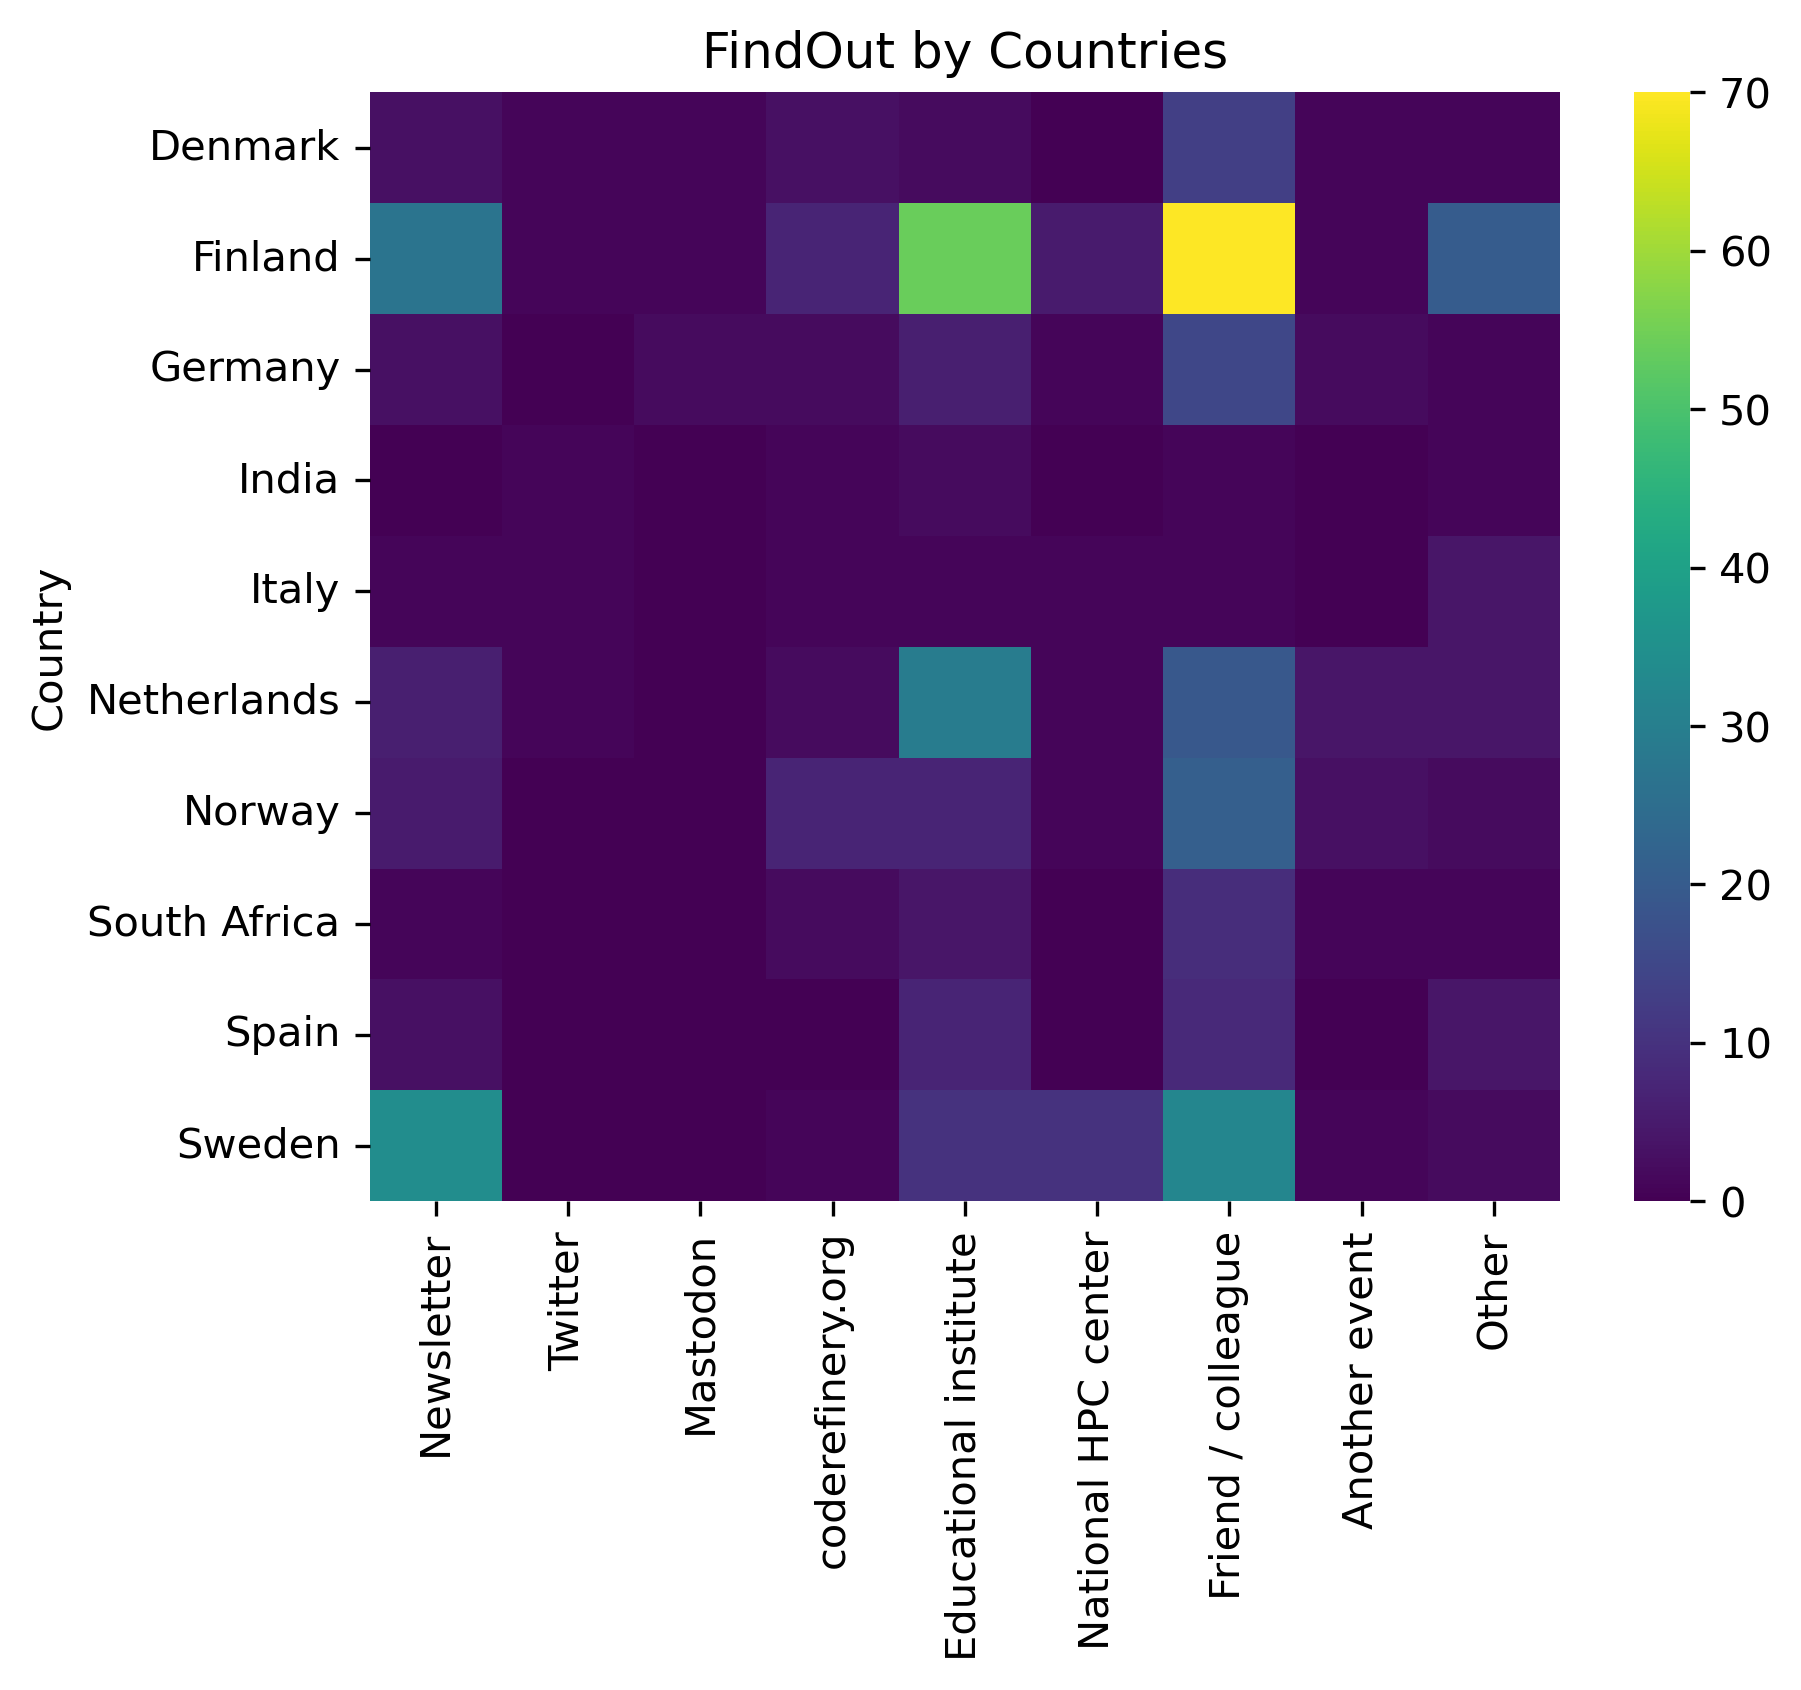 FindOut by Countries
Country
Denmark
Finland
Germany
India
Italy
Netherlands
Norway
South Africa
Spain
Sweden
Newsletter
Twitter
Mastodon
coderefinery.org
Educational institute
National HPC center
Friend / colleague
Another event
Other
70
60
50
40
30
20
10
0